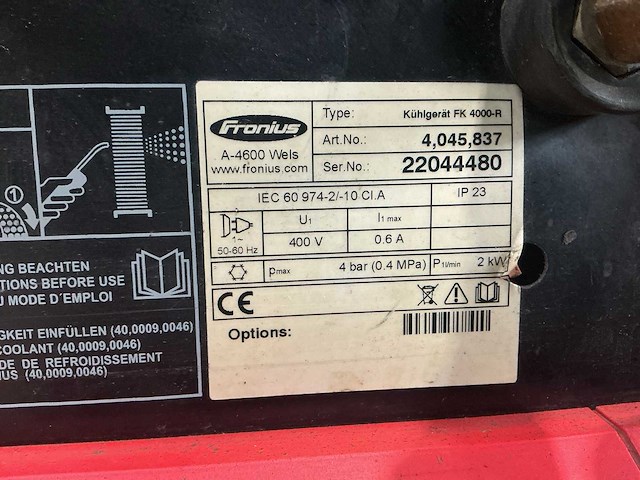 Fronius
A-4600 Wels
www.fronius.com
Type: Kühlgerät FK 4000-R
Art.No.: 4,045,837
Ser.No.: 22044480
IEC 60 974-2/-10 Cl.A IP 23
U1 I1 max
50-60 Hz 400 V 0.6 A
pmax 4 bar (0.4 MPa) P1l/min 2 kW
CE
Options:
1
NG BEACHTEN
TIONS BEFORE USE
U MODE D´EMPLOI
GKEIT EINFÜLLEN (40,0009,0046)
COOLANT (40,0009,0046)
DE DE REFROIDISSEMENT
NIUS (40,0009,0046)